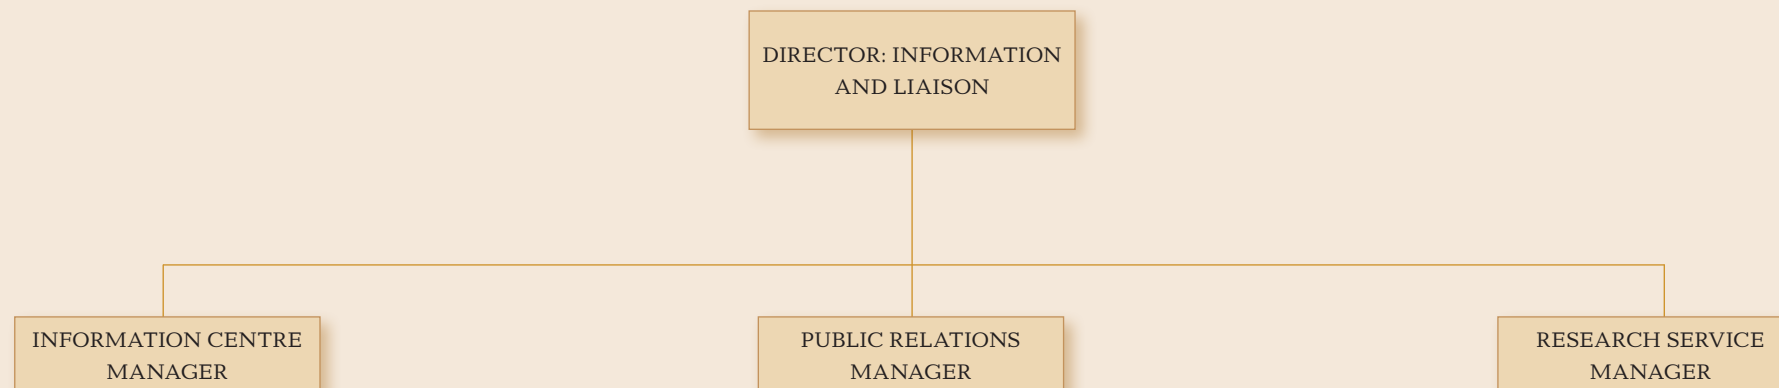 DIRECTOR: INFORMATION
AND LIAISON
INFORMATION CENTRE
MANAGER
PUBLIC RELATIONS
MANAGER
RESEARCH SERVICE
MANAGER